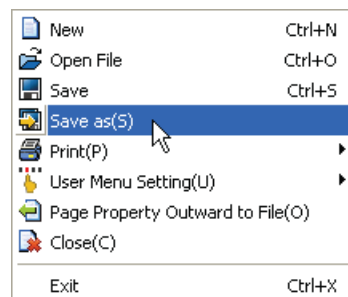 New Ctrl+N
Open File Ctrl+O
Save Ctrl+S
Save as(S)
Print(P)
User Menu Setting(U)
Page Property Outward to File(O)
Close(C)
Exit Ctrl+X